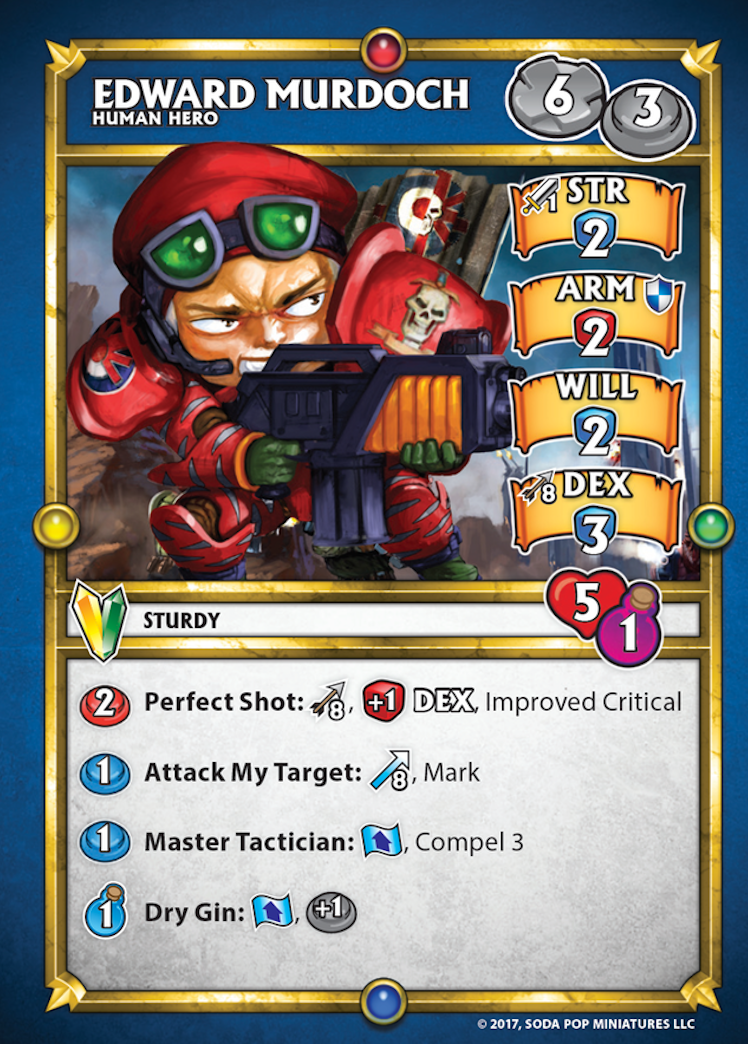 EDWARD MURDOCH
HUMAN HERO
6 3
STR
2
ARM
2
WILL
2
8 DEX
3
5
1
STURDY
2 Perfect Shot: 8, +1 DEX, Improved Critical
1 Attack My Target: 8, Mark
1 Master Tactician: , Compel 3
1 Dry Gin: , +1
© 2017, SODA POP MINIATURES LLC